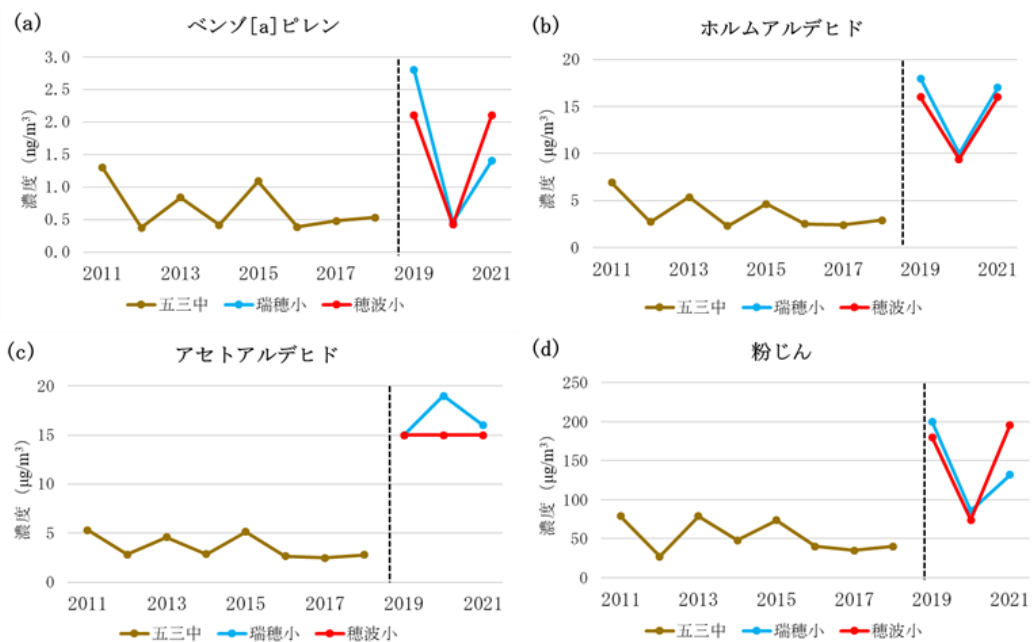 (a)
ベンゾ[a]ピレン
濃度 (ng/m³)
3.0
2.5
2.0
1.5
1.0
0.5
0.0
2011 2013 2015 2017 2019 2021
五三中 瑞穂小 穂波小
(b)
ホルムアルデヒド
濃度 (μg/m³)
20
15
10
5
0
2011 2013 2015 2017 2019 2021
五三中 瑞穂小 穂波小
(c)
アセトアルデヒド
濃度 (μg/m³)
20
15
10
5
0
2011 2013 2015 2017 2019 2021
五三中 瑞穂小 穂波小
(d)
粉じん
濃度 (μg/m³)
250
200
150
100
50
0
2011 2013 2015 2017 2019 2021
五三中 瑞穂小 穂波小